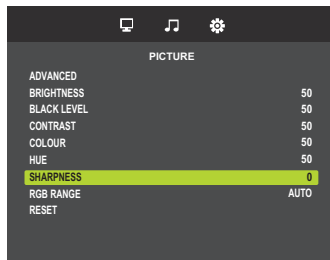 PICTURE
ADVANCED
BRIGHTNESS 50
BLACK LEVEL 50
CONTRAST 50
COLOUR 50
HUE 50
SHARPNESS 0
RGB RANGE AUTO
RESET